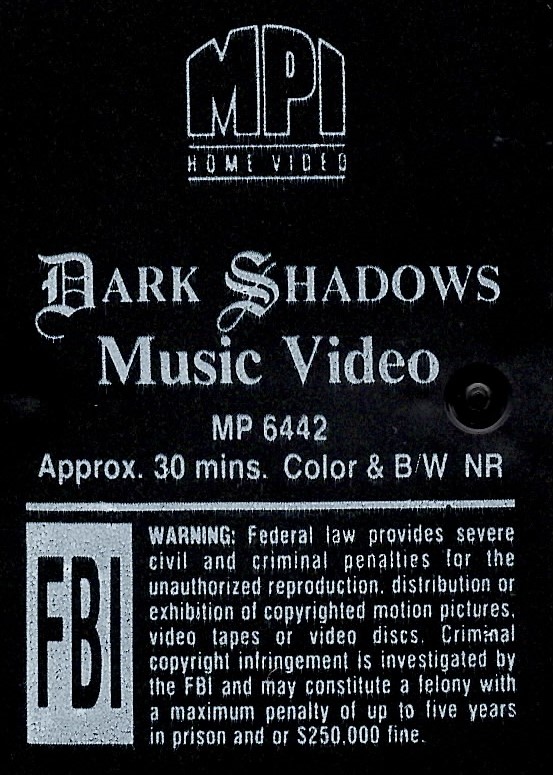 MPI
HOME VIDEO
DARK SHADOWS
Music Video
MP 6442
Approx. 30 mins. Color & B/W NR
FBI
WARNING: Federal law provides severe
civil and criminal penalties for the
unauthorized reproduction, distribution or
exhibition of copyrighted motion pictures,
video tapes or video discs. Criminal
copyright infringement is investigated by
the FBI and may constitute a felony with
a maximum penalty of up to five years
in prison and or $250,000 fine.